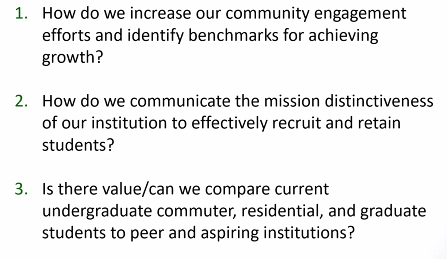 1. How do we increase our community engagement
efforts and identify benchmarks for achieving
growth?
2. How do we communicate the mission distinctiveness
of our institution to effectively recruit and retain
students?
3. Is there value/can we compare current
undergraduate commuter, residential, and graduate
students to peer and aspiring institutions?